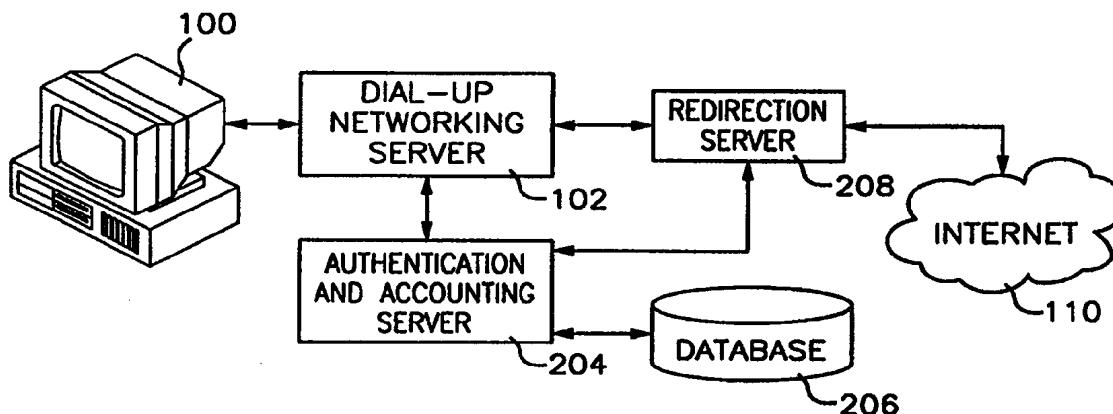 100
DIAL-UP
NETWORKING
SERVER
102
REDIRECTION
SERVER
208
INTERNET
110
AUTHENTICATION
AND ACCOUNTING
SERVER
204
DATABASE
206